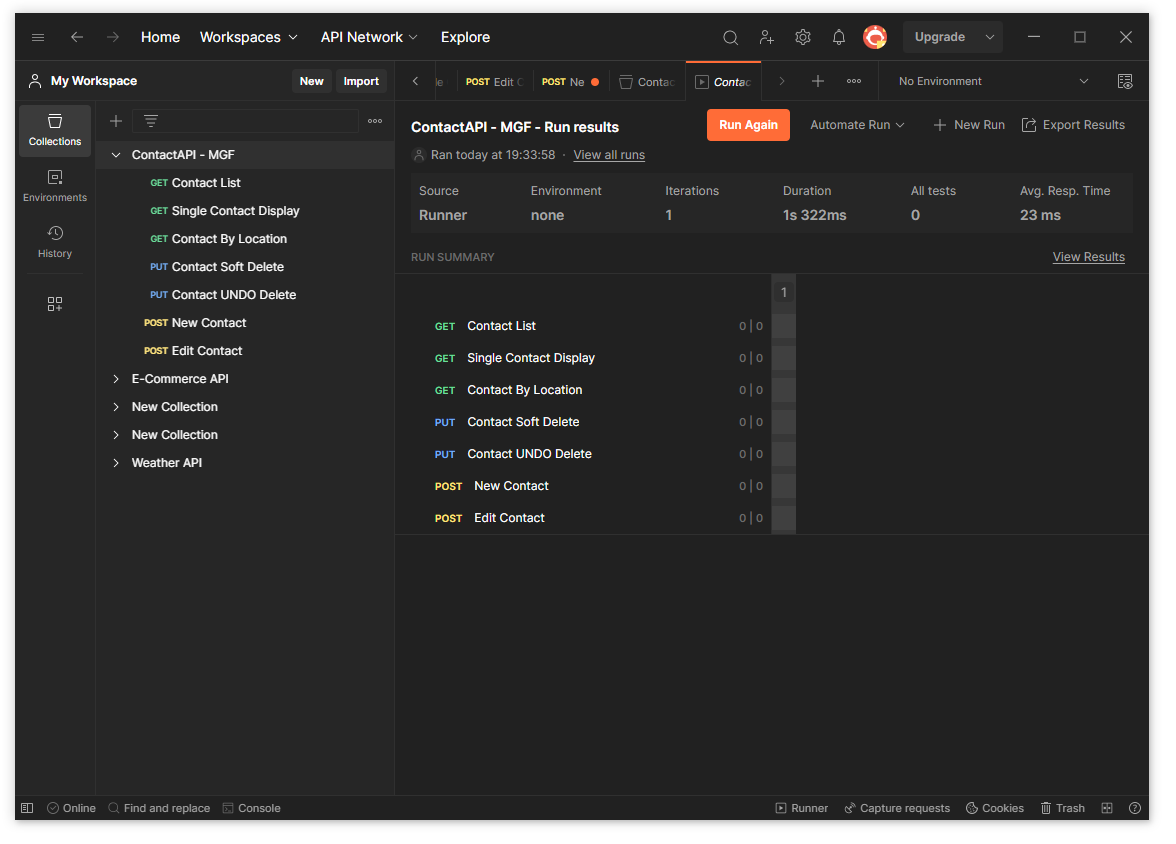 Home Workspaces API Network Explore Upgrade
My Workspace New Import
POST Edit POST Ne Contac Contac No Environment
Collections
Environments
History
ContactAPI - MGF
GET Contact List
GET Single Contact Display
GET Contact By Location
PUT Contact Soft Delete
PUT Contact UNDO Delete
POST New Contact
POST Edit Contact
E-Commerce API
New Collection
New Collection
Weather API
ContactAPI - MGF - Run results Run Again Automate Run New Run Export Results
Ran today at 19:33:58 · View all runs
Source Environment Iterations Duration All tests Avg. Resp. Time
Runner none 1 1s 322ms 0 23 ms
RUN SUMMARY View Results
1
GET Contact List 0 | 0
GET Single Contact Display 0 | 0
GET Contact By Location 0 | 0
PUT Contact Soft Delete 0 | 0
PUT Contact UNDO Delete 0 | 0
POST New Contact 0 | 0
POST Edit Contact 0 | 0
Online Find and replace Console Runner Capture requests Cookies Trash